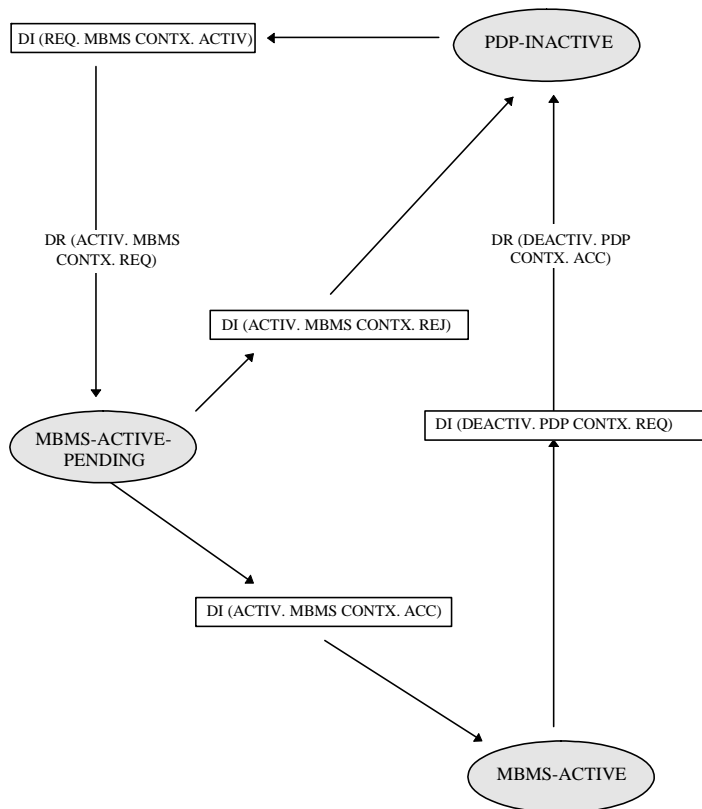 DI (REQ. MBMS CONTX. ACTIV)
PDP-INACTIVE
DR (ACTIV. MBMS
CONTX. REQ)
DR (DEACTIV. PDP
CONTX. ACC)
DI (ACTIV. MBMS CONTX. REJ)
MBMS-ACTIVE-
PENDING
DI (DEACTIV. PDP CONTX. REQ)
DI (ACTIV. MBMS CONTX. ACC)
MBMS-ACTIVE